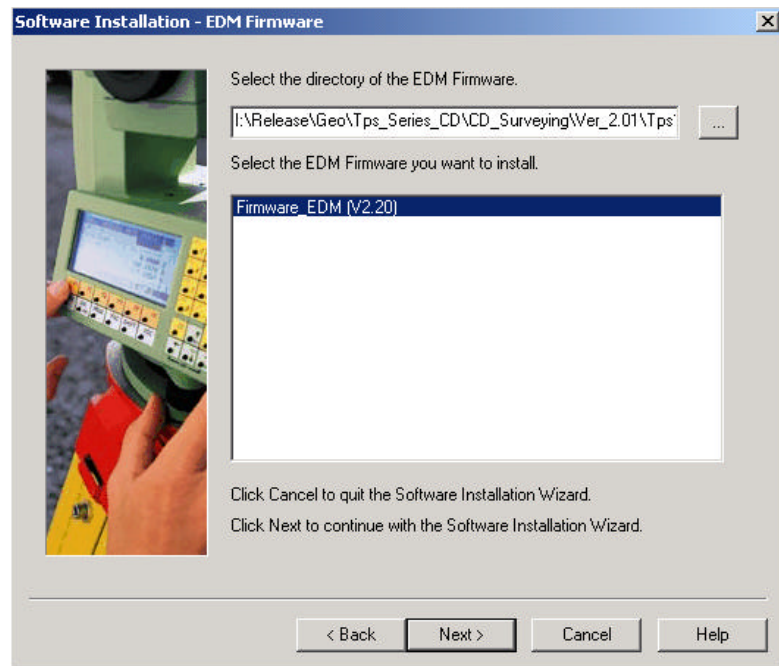 Software Installation - EDM Firmware
Select the directory of the EDM Firmware.
I:\Release\Geo\Tps_Series_CD\CD_Surveying\Ver_2.01\Tps
...
Select the EDM Firmware you want to install.
Firmware_EDM (V2.20)
Click Cancel to quit the Software Installation Wizard.
Click Next to continue with the Software Installation Wizard.
< Back
Next >
Cancel
Help